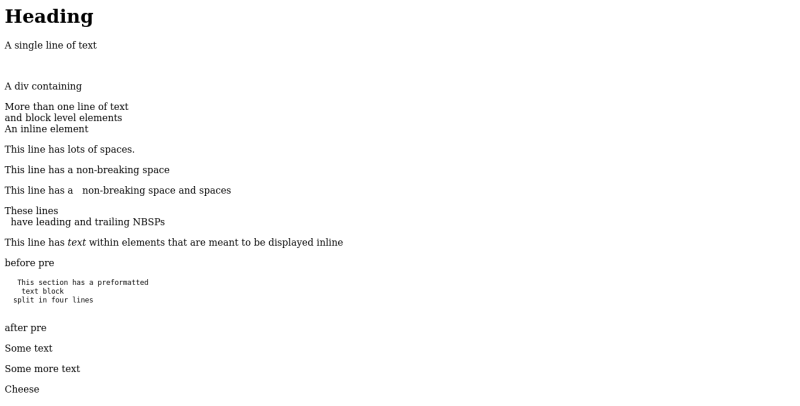 Heading
A single line of text
A div containing
More than one line of text
and block level elements
An inline element
This line has lots of spaces.
This line has a non-breaking space
This line has a   non-breaking space and spaces
These lines
  have leading and trailing NBSPs
This line has text within elements that are meant to be displayed inline
before pre
   This section has a preformatted
    text block
  split in four lines
after pre
Some text
Some more text
Cheese